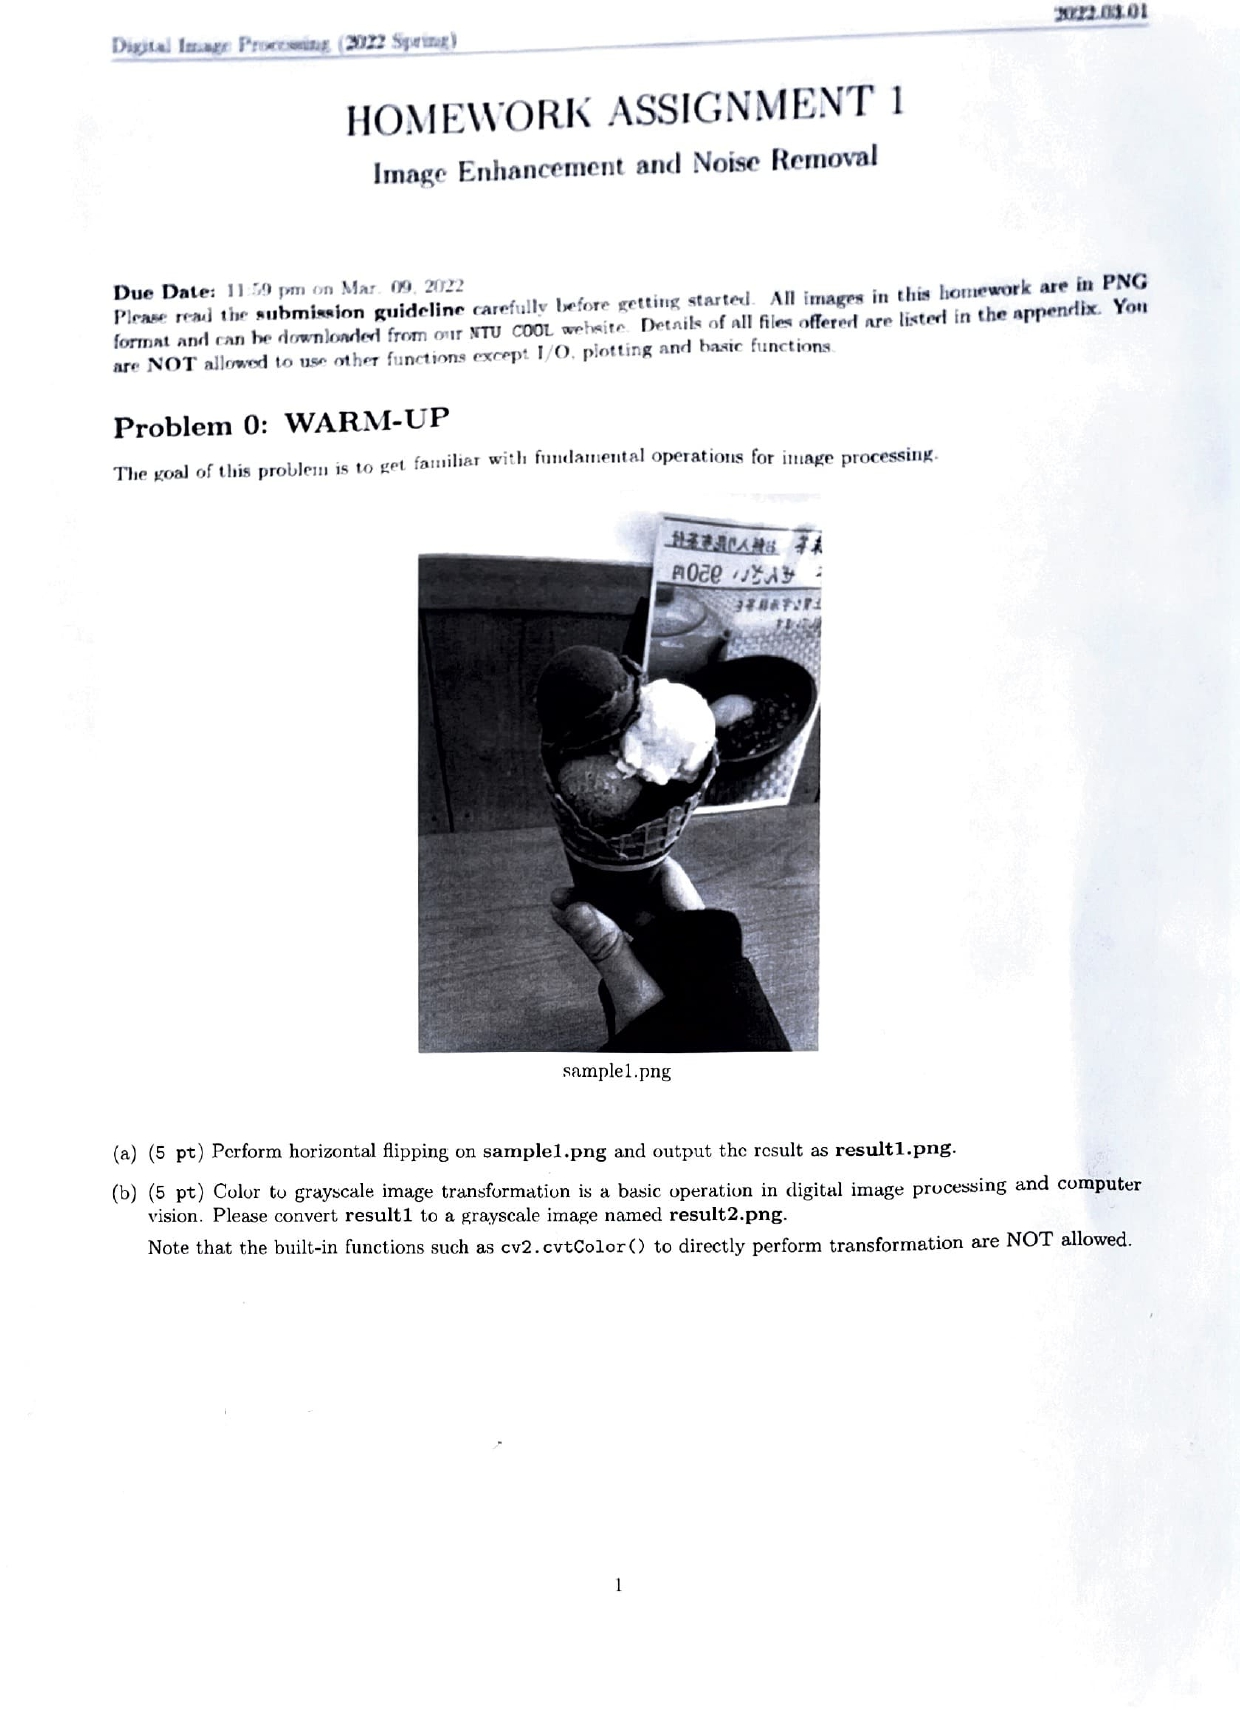 Digital Image Processing (2022 Spring)
2022.03.01
HOMEWORK ASSIGNMENT 1
Image Enhancement and Noise Removal
Due Date: 11:59 pm on Mar. 09, 2022
Please read the submission guideline carefully before getting started. All images in this homework are in PNG
format and can be downloaded from our NTU COOL website. Details of all files offered are listed in the appendix. You
are NOT allowed to use other functions except I/O, plotting and basic functions.
Problem 0: WARM-UP
The goal of this problem is to get familiar with fundamental operations for image processing.
sample1.png
(a) (5 pt) Perform horizontal flipping on sample1.png and output the result as result1.png.
(b) (5 pt) Color to grayscale image transformation is a basic operation in digital image processing and computer
vision. Please convert result1 to a grayscale image named result2.png.
Note that the built-in functions such as cv2.cvtColor() to directly perform transformation are NOT allowed.
1